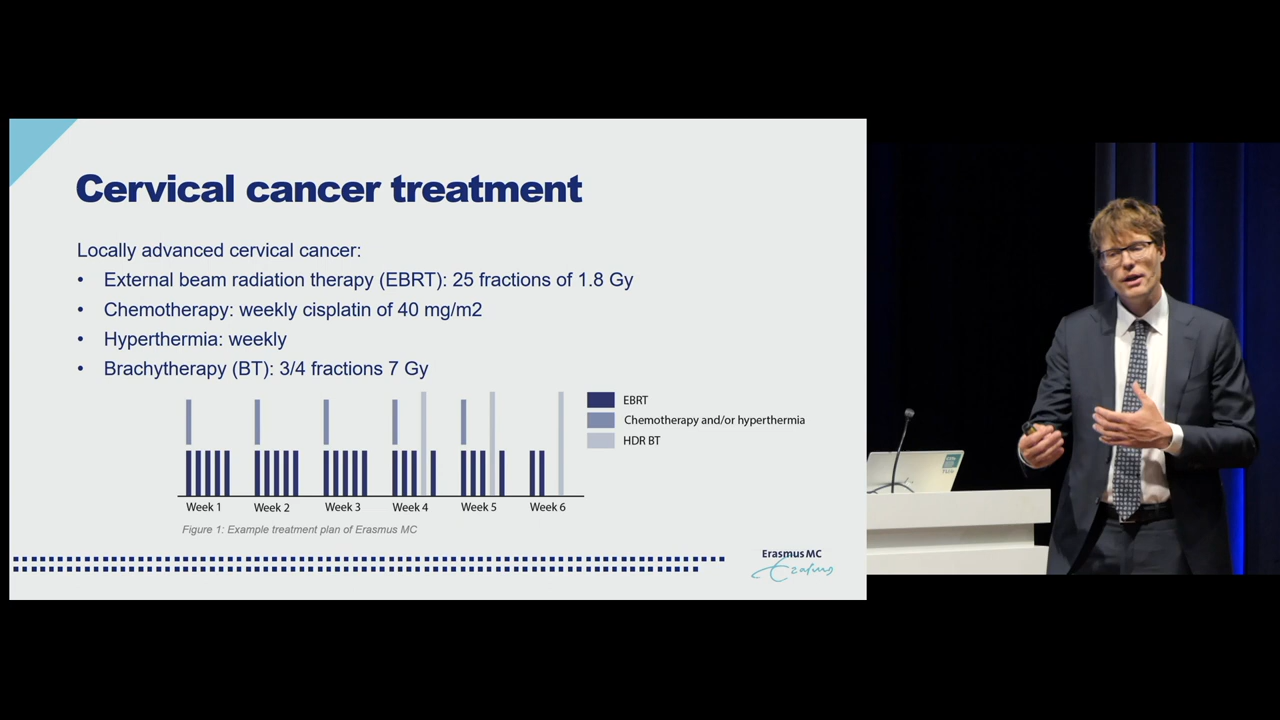 Cervical cancer treatment
Locally advanced cervical cancer:
• External beam radiation therapy (EBRT): 25 fractions of 1.8 Gy
• Chemotherapy: weekly cisplatin of 40 mg/m2
• Hyperthermia: weekly
• Brachytherapy (BT): 3/4 fractions 7 Gy
EBRT
Chemotherapy and/or hyperthermia
HDR BT
Week 1 Week 2 Week 3 Week 4 Week 5 Week 6
Figure 1: Example treatment plan of Erasmus MC
Erasmus MC
Erasmus